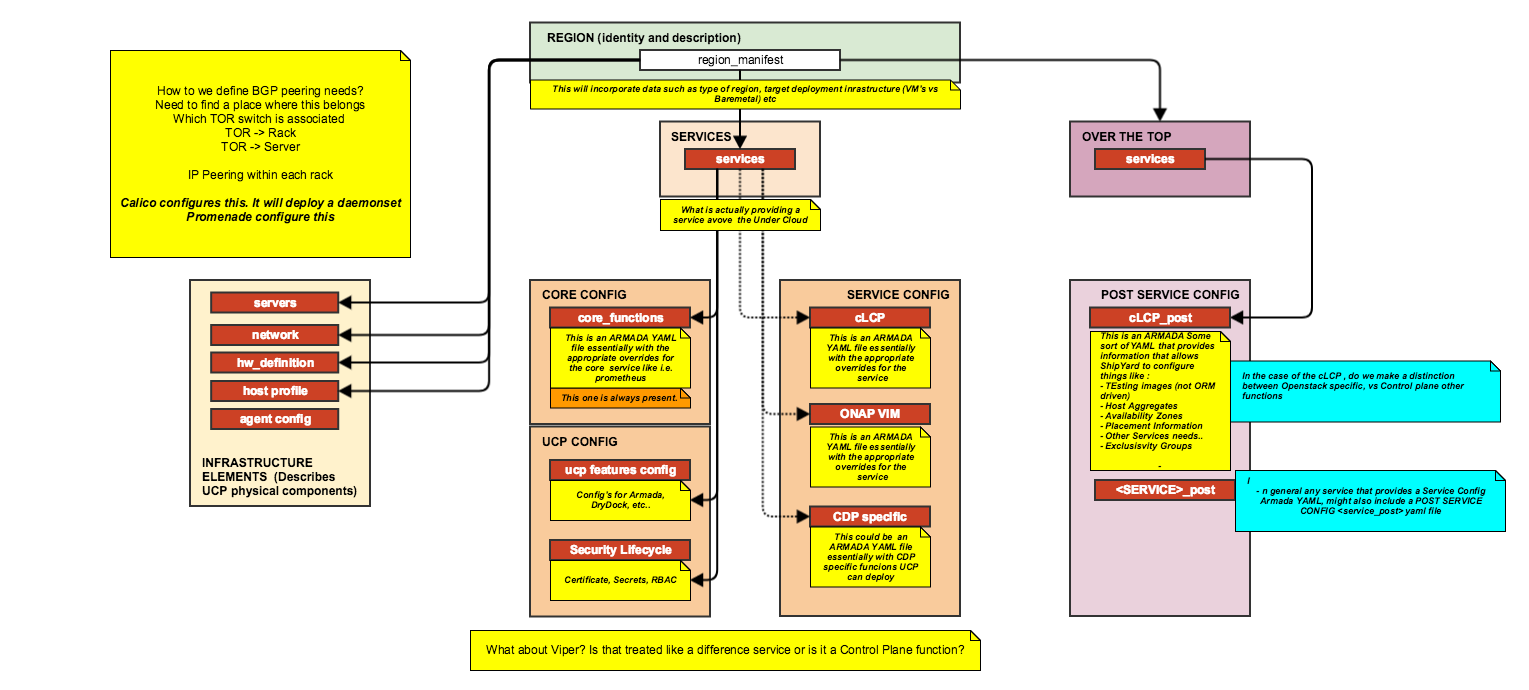 REGION (identity and description)
region_manifest
This will incorporate data such as type of region, target deployment inrastructure (VM's vs
Baremetal) etc
How to we define BGP peering needs?
Need to find a place where this belongs
Which TOR switch is associated
TOR -> Rack
TOR -> Server
IP Peering within each rack
Calico configures this. It will deploy a daemonset
Promenade configure this
SERVICES
services
What is actually providing a
service avove the Under Cloud
OVER THE TOP
services
servers
network
hw_definition
host profile
agent config
INFRASTRUCTURE
ELEMENTS (Describes
UCP physical components)
CORE CONFIG
core_functions
This is an ARMADA YAML
file essentially with the
appropriate overrides for
the core service like i.e.
prometheus
This one is always present.
UCP CONFIG
ucp features config
Config's for Armada,
DryDock, etc..
Security Lifecycle
Certificate, Secrets, RBAC
SERVICE CONFIG
cLCP
This is an ARMADA
YAML file essentially
with the appropriate
overrides for the
service
ONAP VIM
This is an ARMADA
YAML file essentially
with the appropriate
overrides for the
service
CDP specific
This could be an
ARMADA YAML file
essentially with CDP
specific funcions UCP
can deploy
POST SERVICE CONFIG
cLCP_post
This is an ARMADA Some
sort of YAML that provides
information that allows
ShipYard to configure
things like :
- TEsting images (not ORM
driven)
- Host Aggregates
- Availability Zones
- Placement Information
- Other Services needs..
- Exclusisvity Groups
-
<SERVICE>_post
In the case of the cLCP , do we make a distinction
between Openstack specific, vs Control plane other
functions
I
- n general any service that provides a Service Config
Armada YAML, might also include a POST SERVICE
CONFIG <service_post> yaml file
What about Viper? Is that treated like a difference service or is it a Control Plane function?